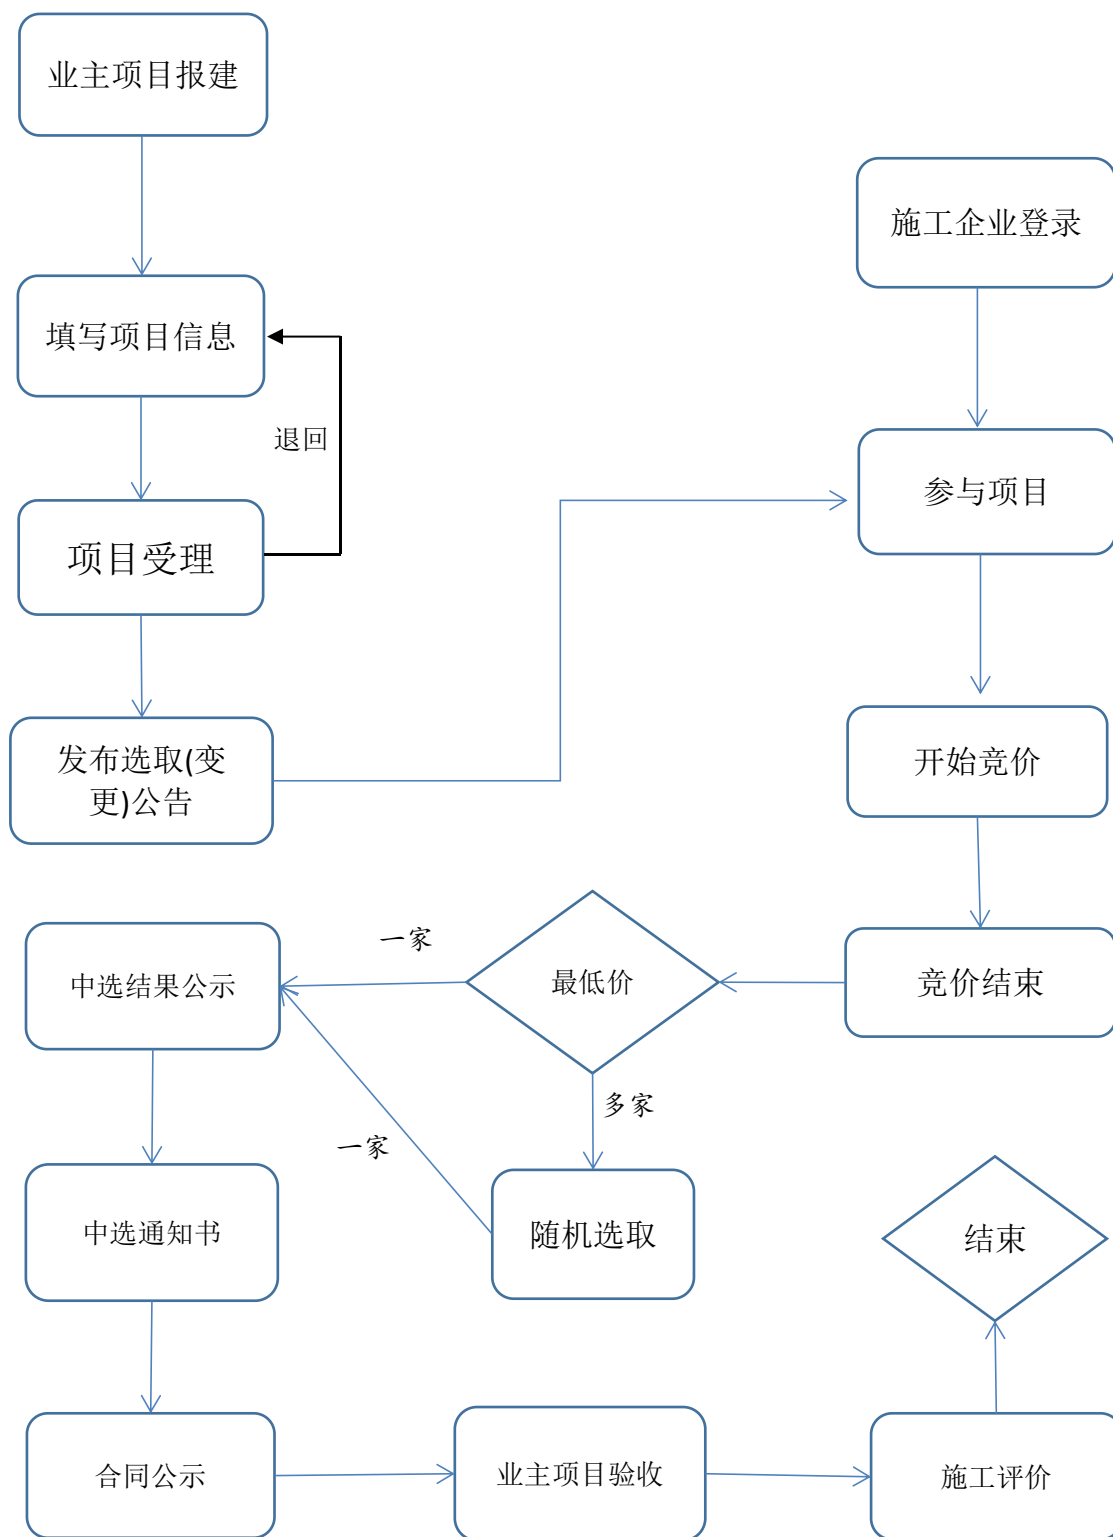 业主项目报建
施工企业登录
填写项目信息
退回
参与项目
项目受理
发布选取(变
更)公告
开始竞价
一家
中选结果公示
最低价
竞价结束
多家
一家
中选通知书
随机选取
结束
合同公示
业主项目验收
施工评价